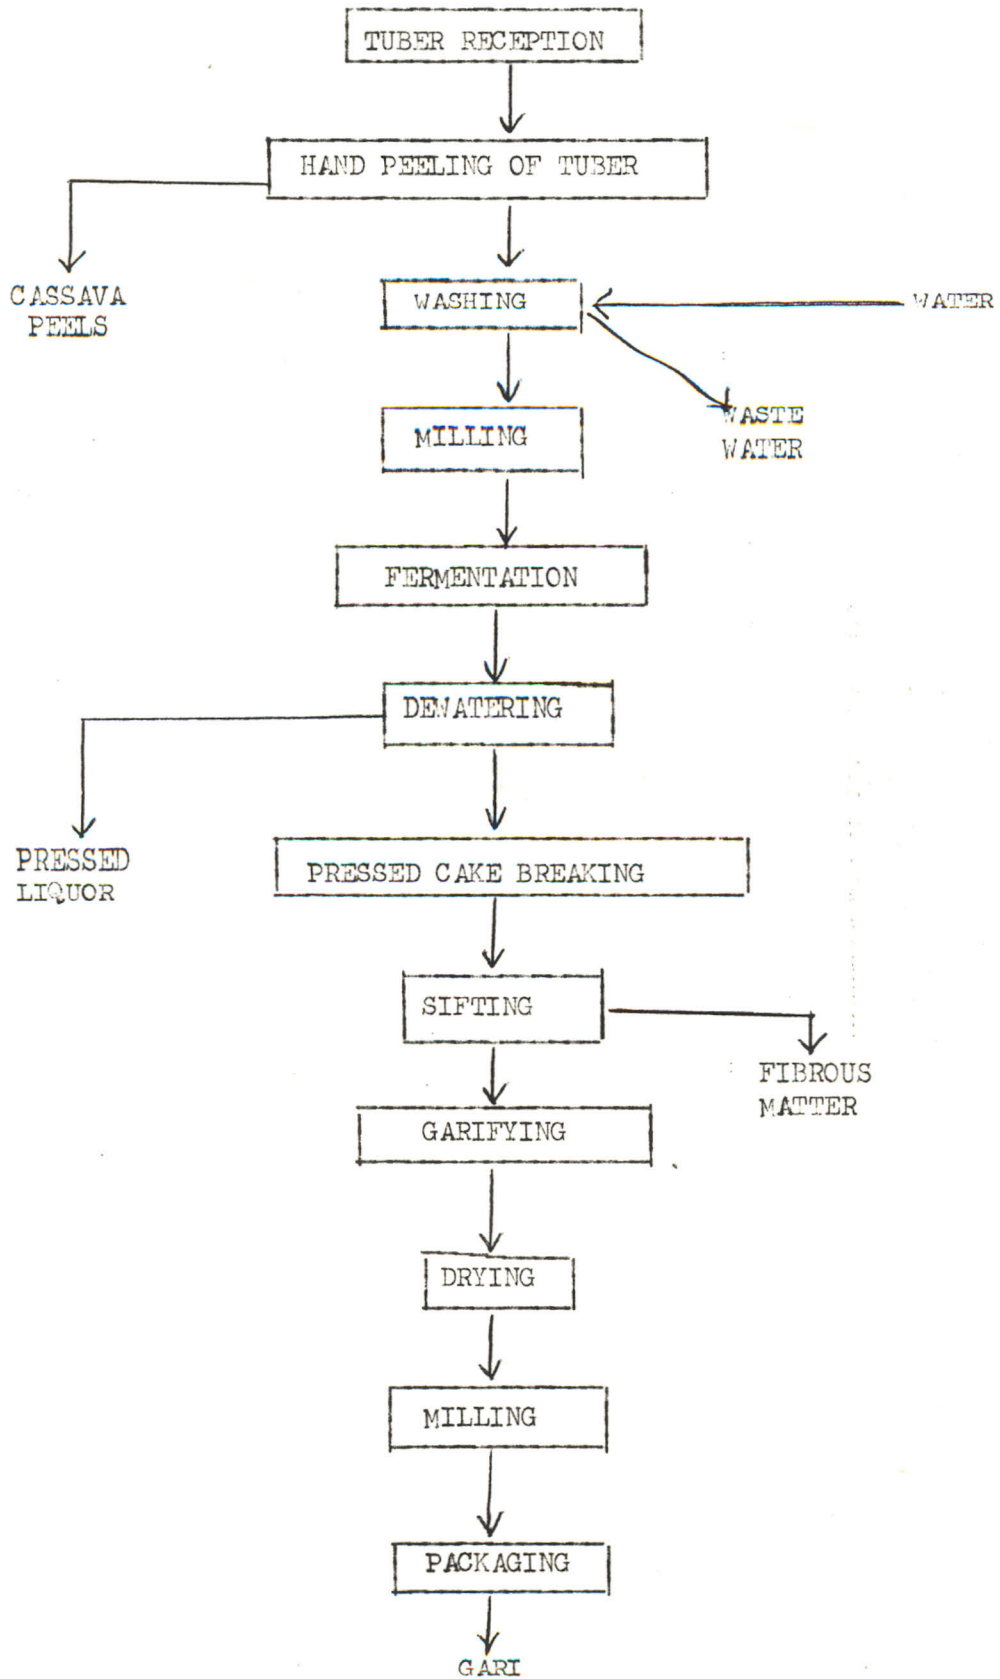 TUBER RECEPTION
HAND PEELING OF TUBER
CASSAVA
PEELS
WASHING
WATER
WASTE
WATER
MILLING
FERMENTATION
DEWATERING
PRESSED
LIQUOR
PRESSED CAKE BREAKING
SIFTING
FIBROUS
MATTER
GARIFYING
DRYING
MILLING
PACKAGING
GARI